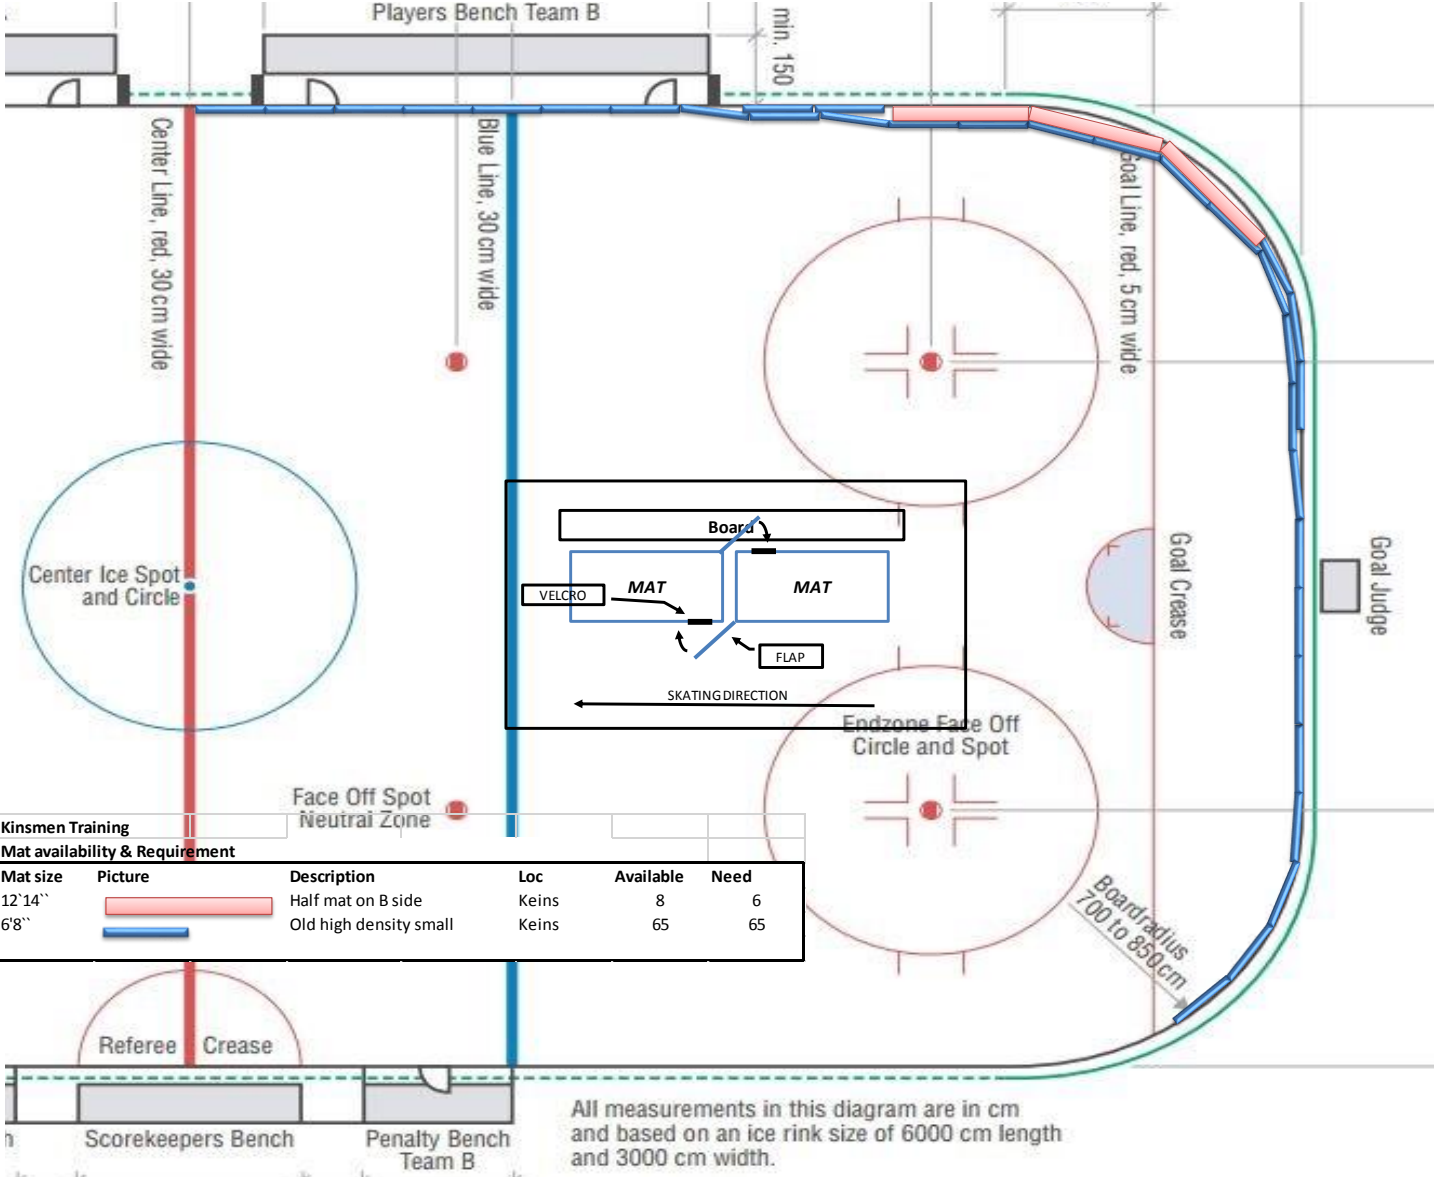 Players Bench Team B
min. 150
Center Line, red, 30 cm wide
Blue Line, 30 cm wide
Goal Line, red, 5 cm wide
Board
MAT
MAT
VELCRO
FLAP
SKATING DIRECTION
Center Ice Spot
and Circle
Goal Crease
Goal Judge
Endzone Face Off
Circle and Spot
Face Off Spot
Neutral Zone
Kinsmen Training
Mat availability & Requirement
Mat size Picture Description Loc Available Need
12`14`` Half mat on B side Keins 8 6
6'8`` Old high density small Keins 65 65
Boardradius
700 to 850cm
Referee Crease
Scorekeepers Bench
Penalty Bench
Team B
All measurements in this diagram are in cm
and based on an ice rink size of 6000 cm length
and 3000 cm width.